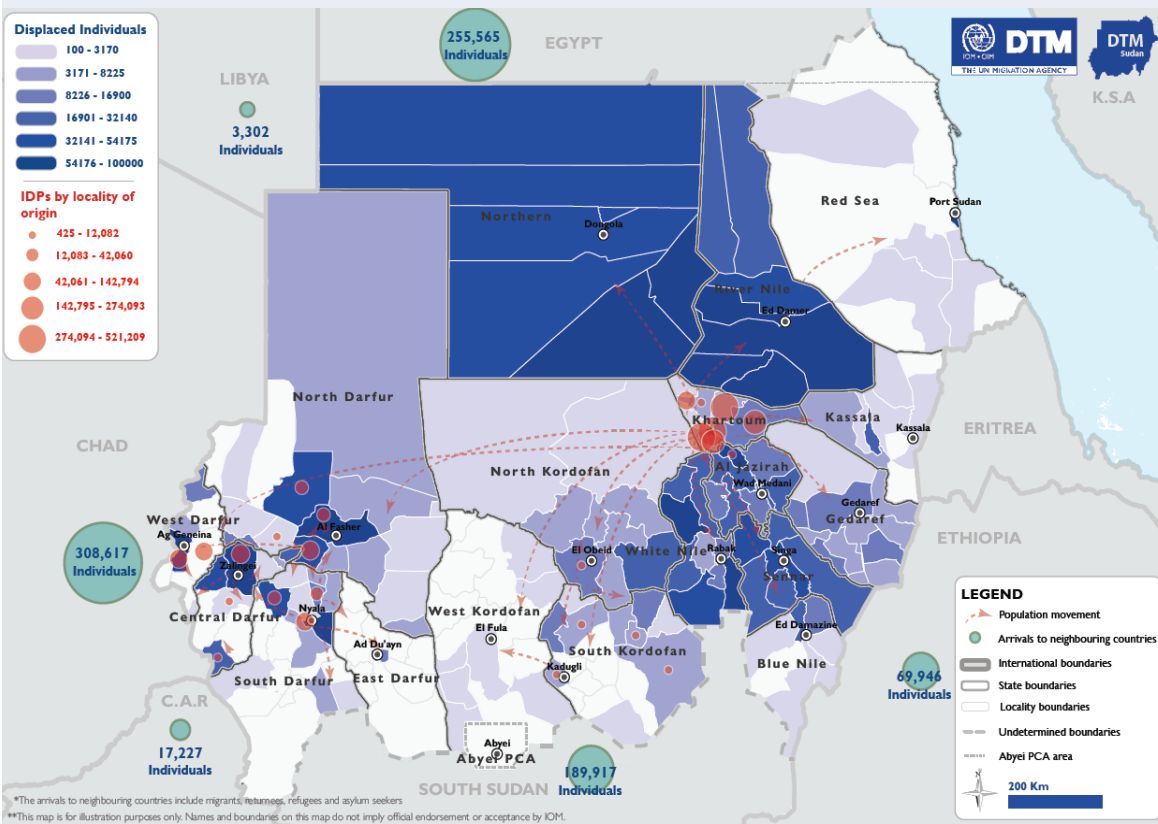 Displaced Individuals
100 - 3170
3171 - 8225
8226 - 16900
16901 - 32140
32141 - 54175
54176 - 100000
IDPs by locality of
origin
425 - 12,082
12,083 - 42,060
42,061 - 142,794
142,795 - 274,093
274,094 - 521,209
255,565
Individuals
EGYPT
LIBYA
3,302
Individuals
IOM • OIM
DTM
THE UN MIGRATION AGENCY
DTM
Sudan
K.S.A
Northern
Dongola
Red Sea
Port Sudan
River Nile
Ed Damer
North Darfur
Khartoum
Kassala
Kassala
ERITREA
CHAD
North Kordofan
Al Jazirah
Wad Medani
Gedaref
Gedaref
West Darfur
Ag Geneina
Al Fasher
ETHIOPIA
308,617
Individuals
Zalingei
El Obeid
White Nile
Rabak
Singa
Sennar
Central Darfur
Nyala
West Kordofan
El Fula
Ed Damazine
Ad Du'ayn
South Kordofan
Kadugli
Blue Nile
South Darfur
East Darfur
69,946
Individuals
C.A.R
17,227
Individuals
Abyei
Abyei PCA
189,917
Individuals
SOUTH SUDAN
LEGEND
Population movement
Arrivals to neighbouring countries
International boundaries
State boundaries
Locality boundaries
Undetermined boundaries
Abyei PCA area
N
200 Km
*The arrivals to neighbouring countries include migrants, returnees, refugees and asylum seekers
**This map is for illustration purposes only. Names and boundaries on this map do not imply official endorsement or acceptance by IOM.